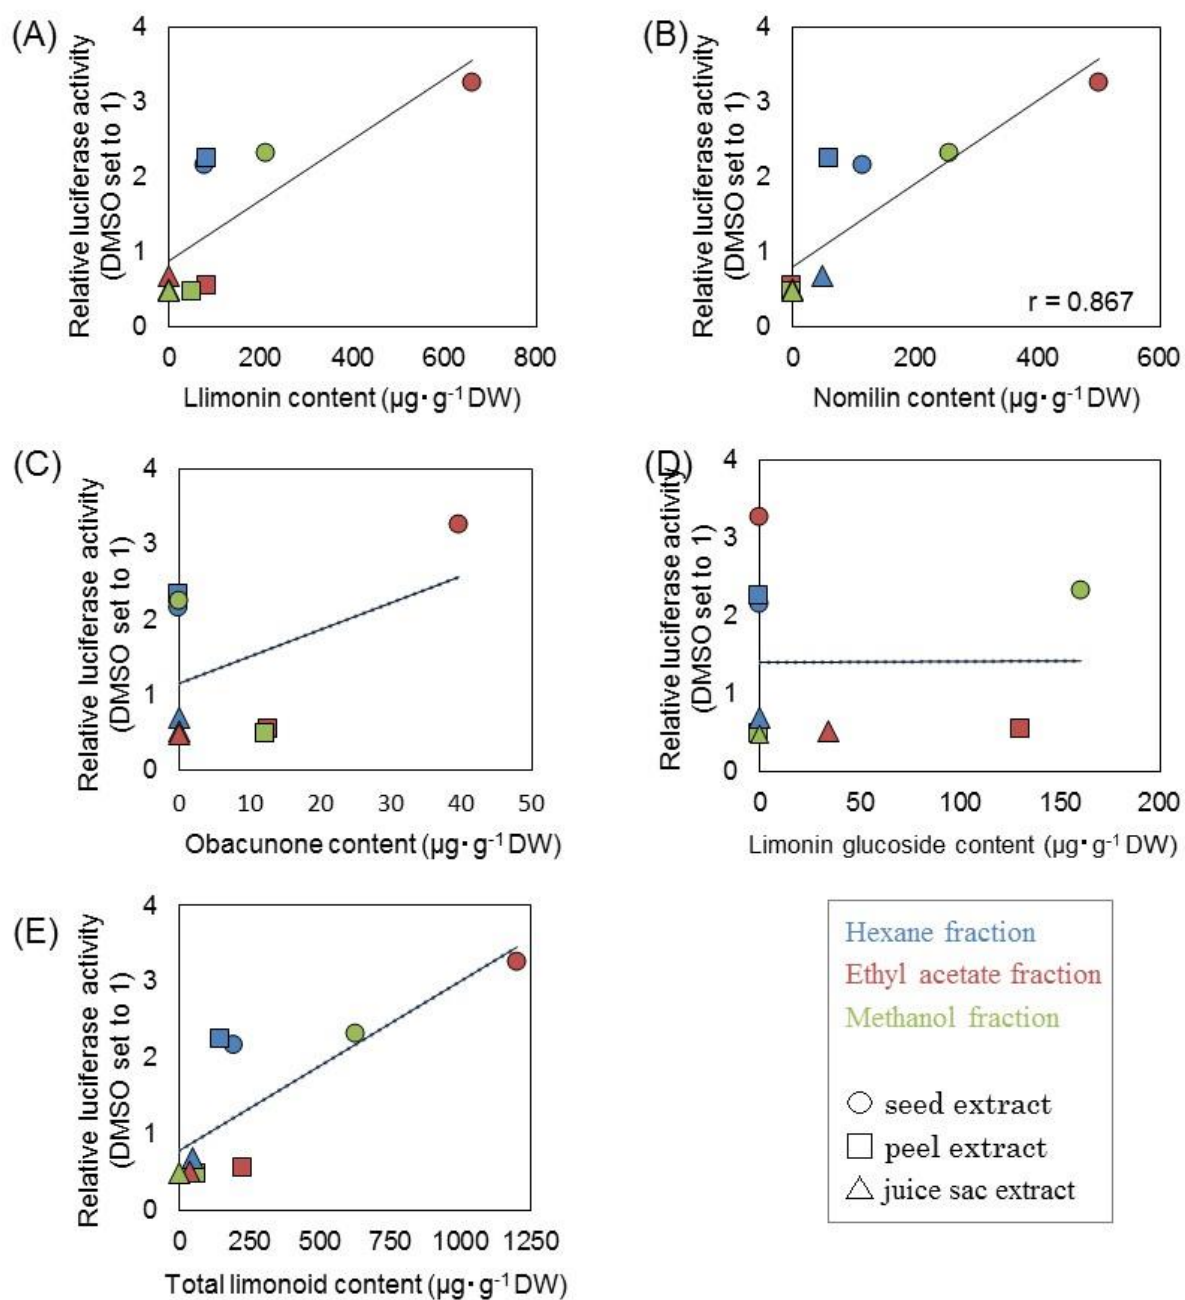 (A)
Relative luciferase activity
(DMSO set to 1)
4
3
2
1
0
0 200 400 600 800
Llimonin content (µg・g-1 DW)
(B)
Relative luciferase activity
(DMSO set to 1)
4
3
2
1
0
r = 0.867
0 200 400 600
Nomilin content (µg・g-1 DW)
(C)
Relative luciferase activity
(DMSO set to 1)
4
3
2
1
0
0 10 20 30 40 50
Obacunone content (µg・g-1 DW)
(D)
Relative luciferase activity
(DMSO set to 1)
4
3
2
1
0
0 50 100 150 200
Limonin glucoside content (µg・g-1 DW)
(E)
Relative luciferase activity
(DMSO set to 1)
4
3
2
1
0
0 250 500 750 1000 1250
Total limonoid content (µg・g-1 DW)
Hexane fraction
Ethyl acetate fraction
Methanol fraction
seed extract
peel extract
juice sac extract